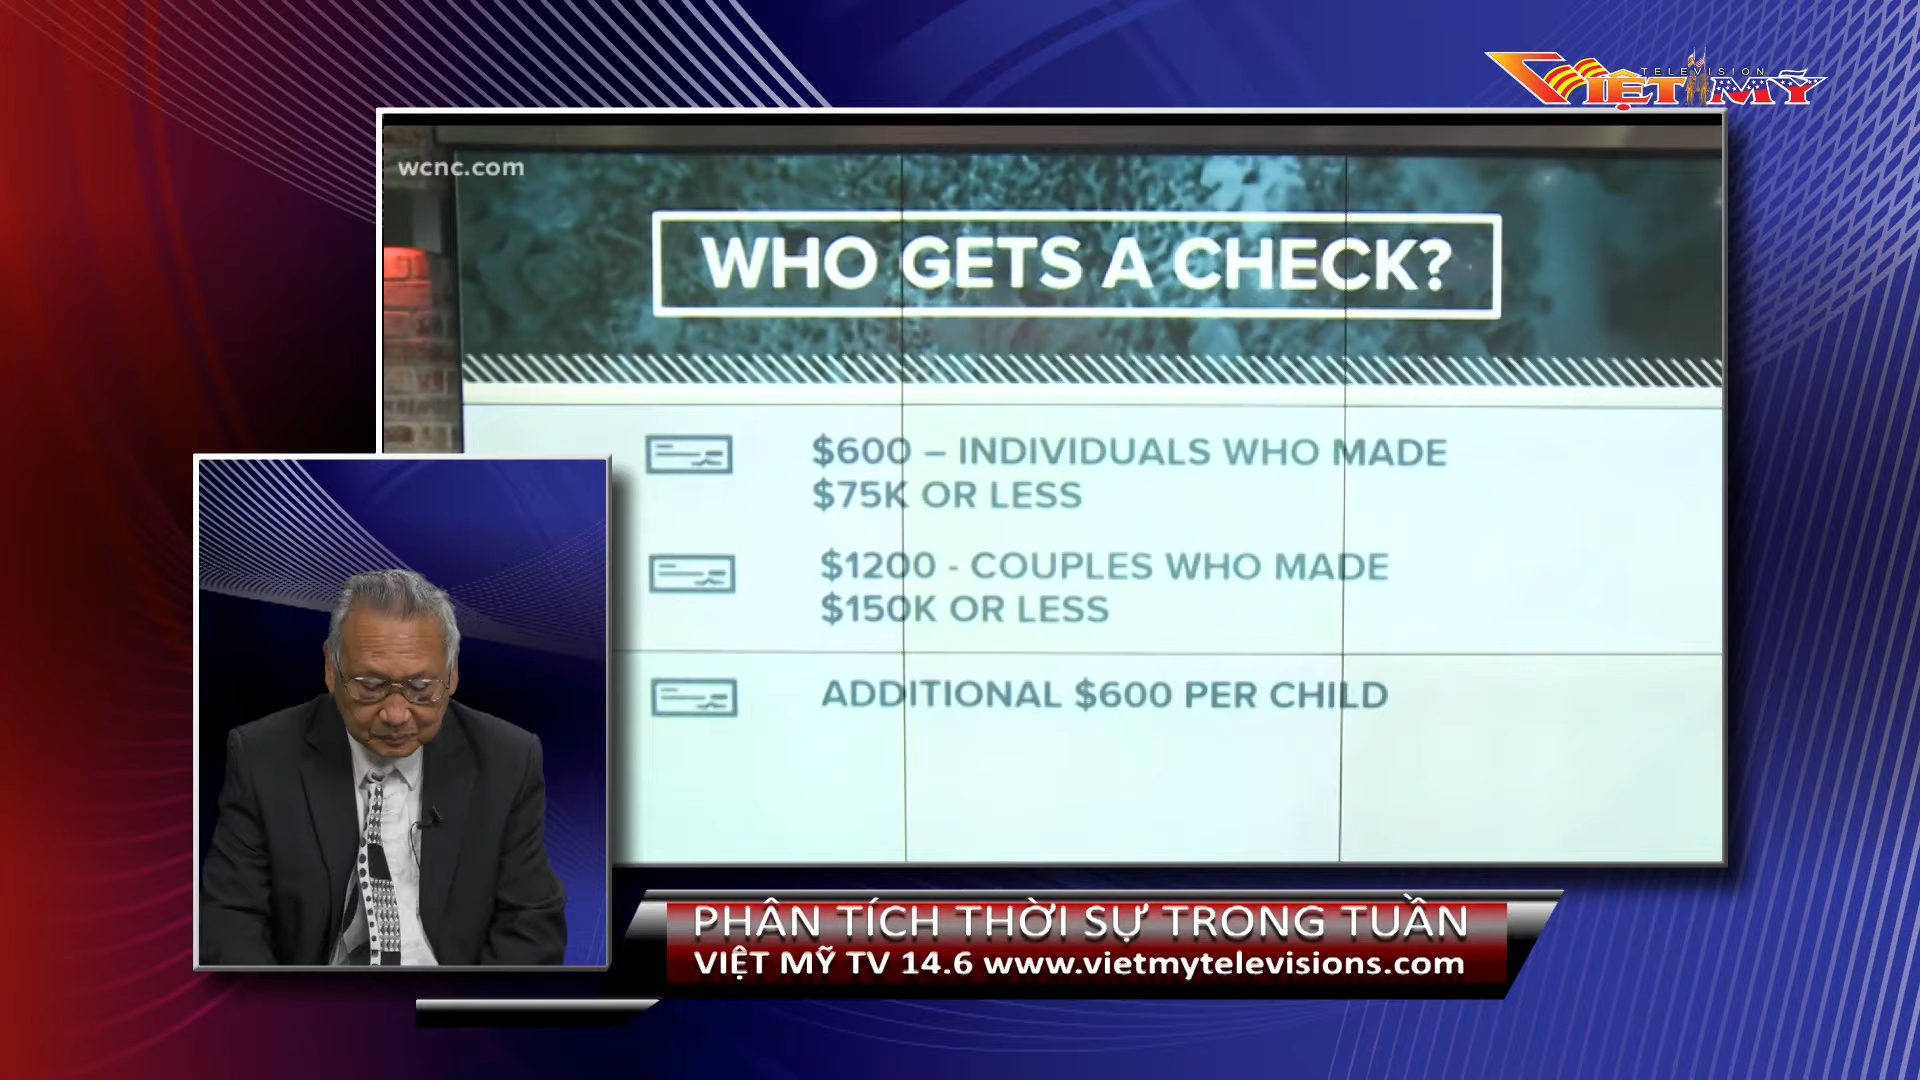 TELEVISION
VIỆT MỸ
wcnc.com
WHO GETS A CHECK?
$600 – INDIVIDUALS WHO MADE
$75K OR LESS
$1200 - COUPLES WHO MADE
$150K OR LESS
ADDITIONAL $600 PER CHILD
PHÂN TÍCH THỜI SỰ TRONG TUẦN
VIỆT MỸ TV 14.6 www.vietmytelevisions.com